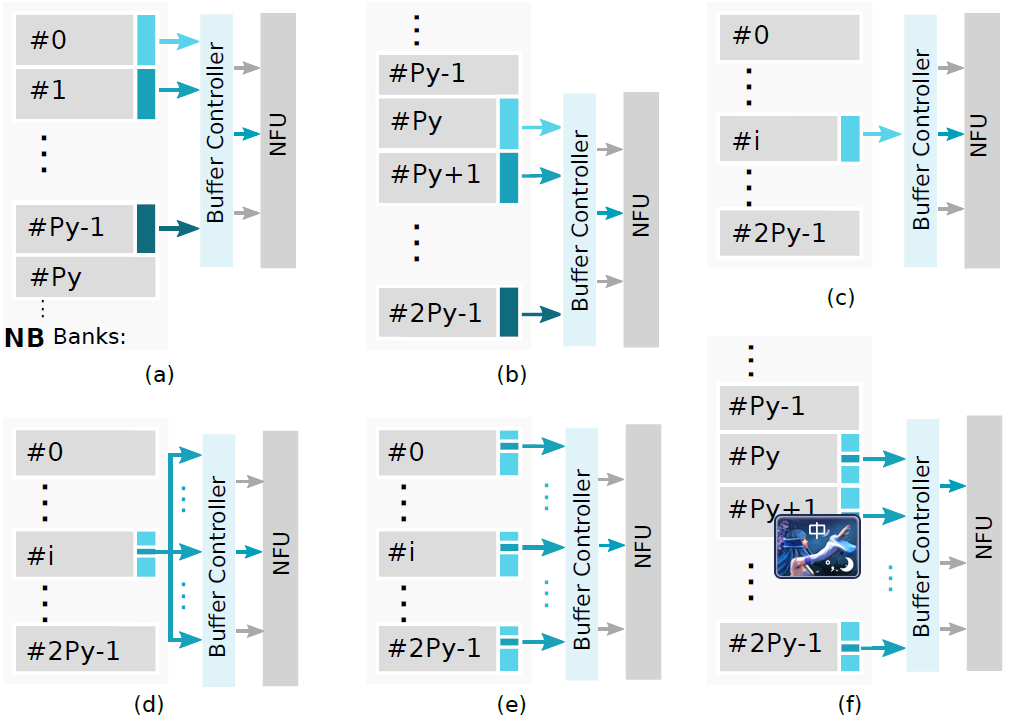 #0
#1
#Py-1
#Py
NB Banks:
Buffer Controller
NFU
(a)
#Py-1
#Py
#Py+1
#2Py-1
Buffer Controller
NFU
(b)
#0
#i
#2Py-1
Buffer Controller
NFU
(c)
#0
#i
#2Py-1
Buffer Controller
NFU
(d)
#0
#i
#2Py-1
Buffer Controller
NFU
(e)
#Py-1
#Py
#Py+1
中
#2Py-1
Buffer Controller
NFU
(f)